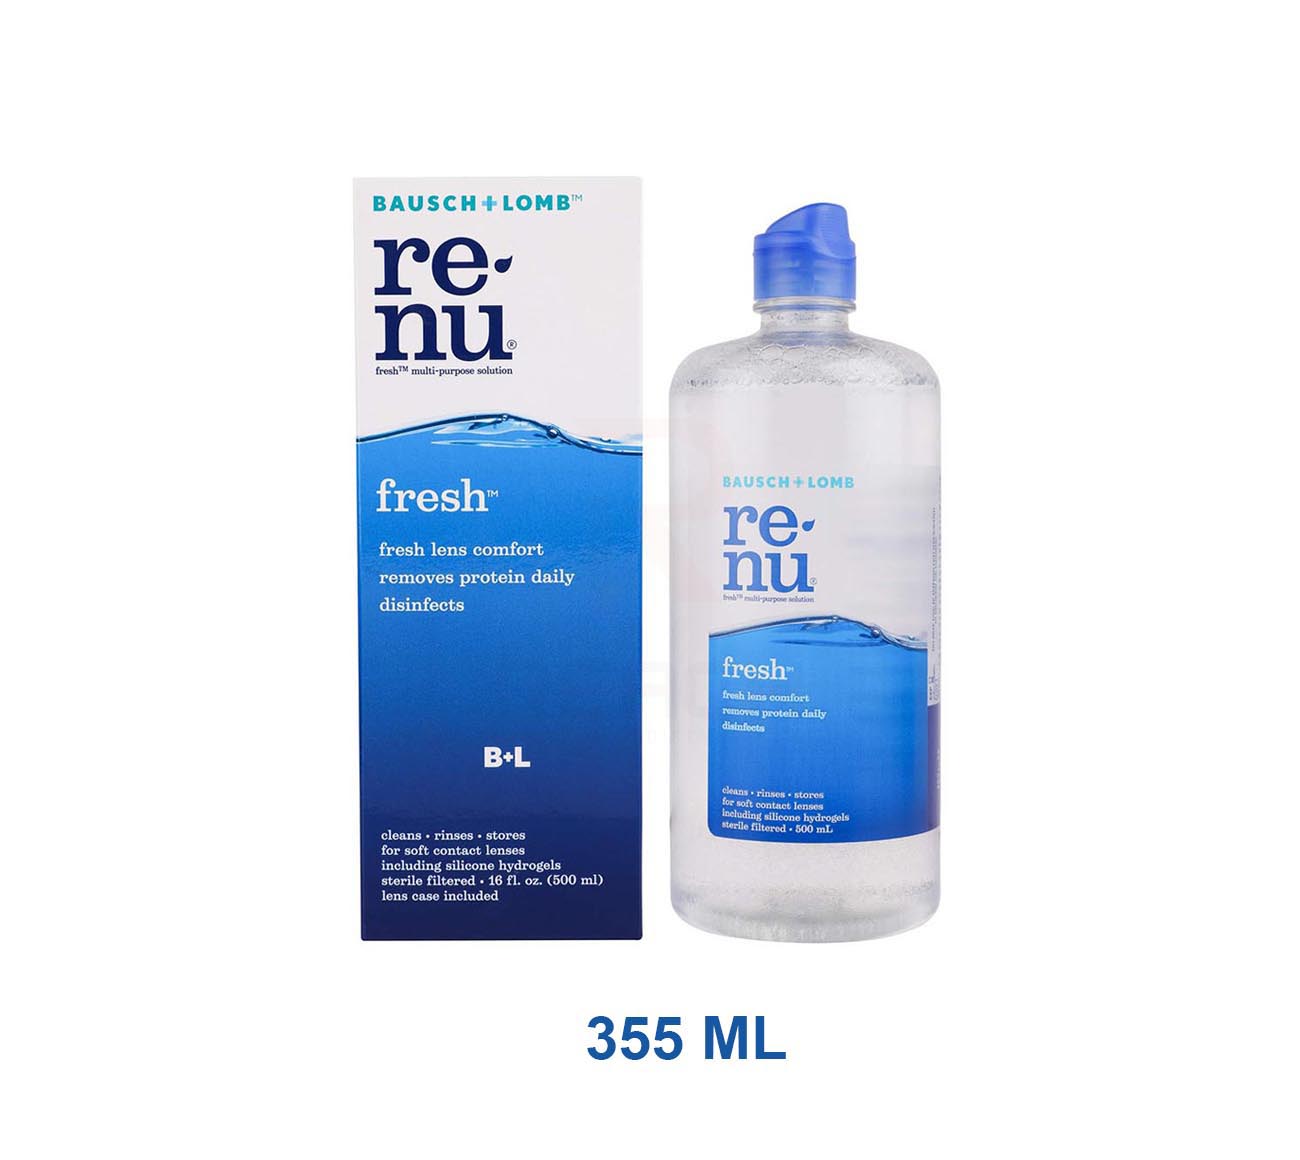 BAUSCH + LOMB™
re
nu®
fresh™ multi-purpose solution
fresh™
fresh lens comfort
removes protein daily
disinfects
B+L
cleans • rinses • stores
for soft contact lenses
including silicone hydrogels
sterile filtered • 16 fl. oz. (500 ml)
lens case included
BAUSCH + LOMB
re
nu®
fresh™ multi-purpose solution
fresh™
fresh lens comfort
removes protein daily
disinfects
cleans • rinses • stores
for soft contact lenses
including silicone hydrogels
sterile filtered • 500 mL
355 ML